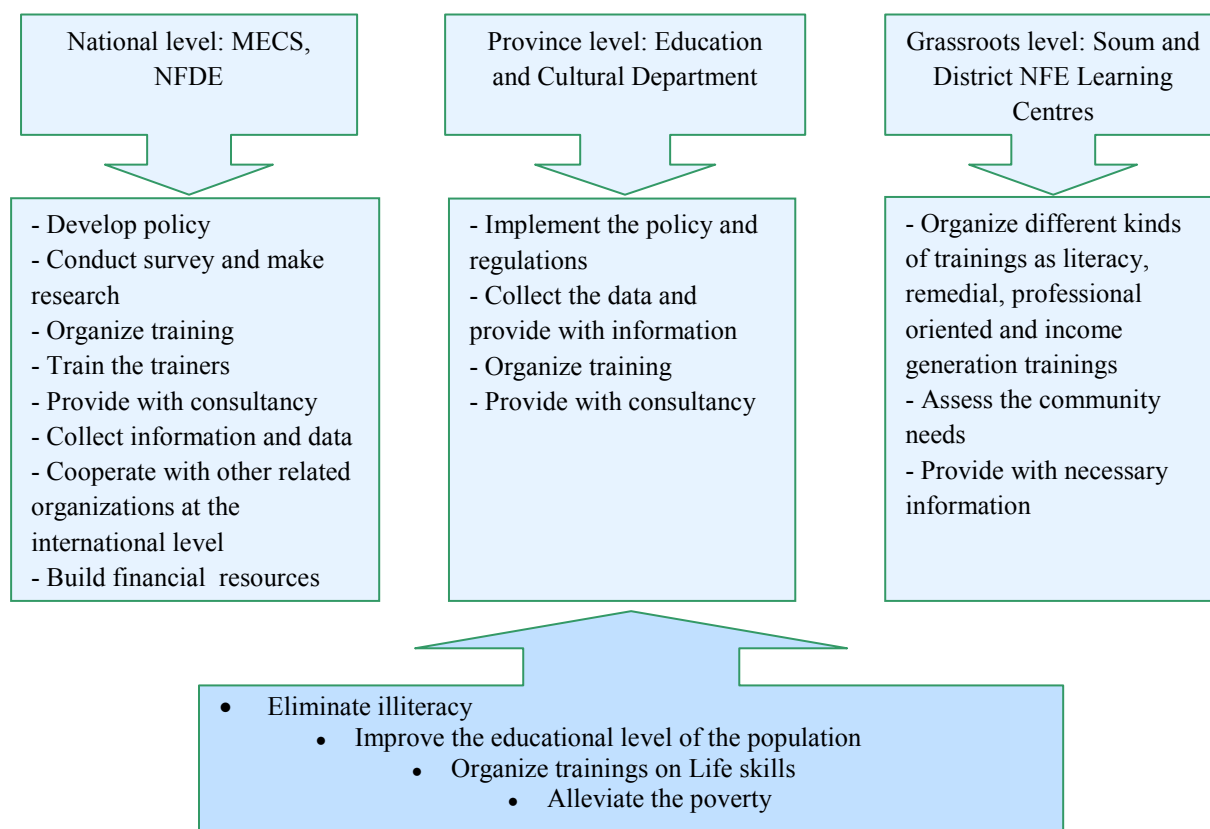 National level: MECS,
NFDE
Province level: Education
and Cultural Department
Grassroots level: Soum and
District NFE Learning
Centres
- Develop policy
- Conduct survey and make
research
- Organize training
- Train the trainers
- Provide with consultancy
- Collect information and data
- Cooperate with other related
organizations at the
international level
- Build financial  resources
- Implement the policy and
regulations
- Collect the data and
provide with information
- Organize training
- Provide with consultancy
- Organize different kinds
of trainings as literacy,
remedial, professional
oriented and income
generation trainings
- Assess the community
needs
- Provide with necessary
information
• Eliminate illiteracy
• Improve the educational level of the population
• Organize trainings on Life skills
• Alleviate the poverty